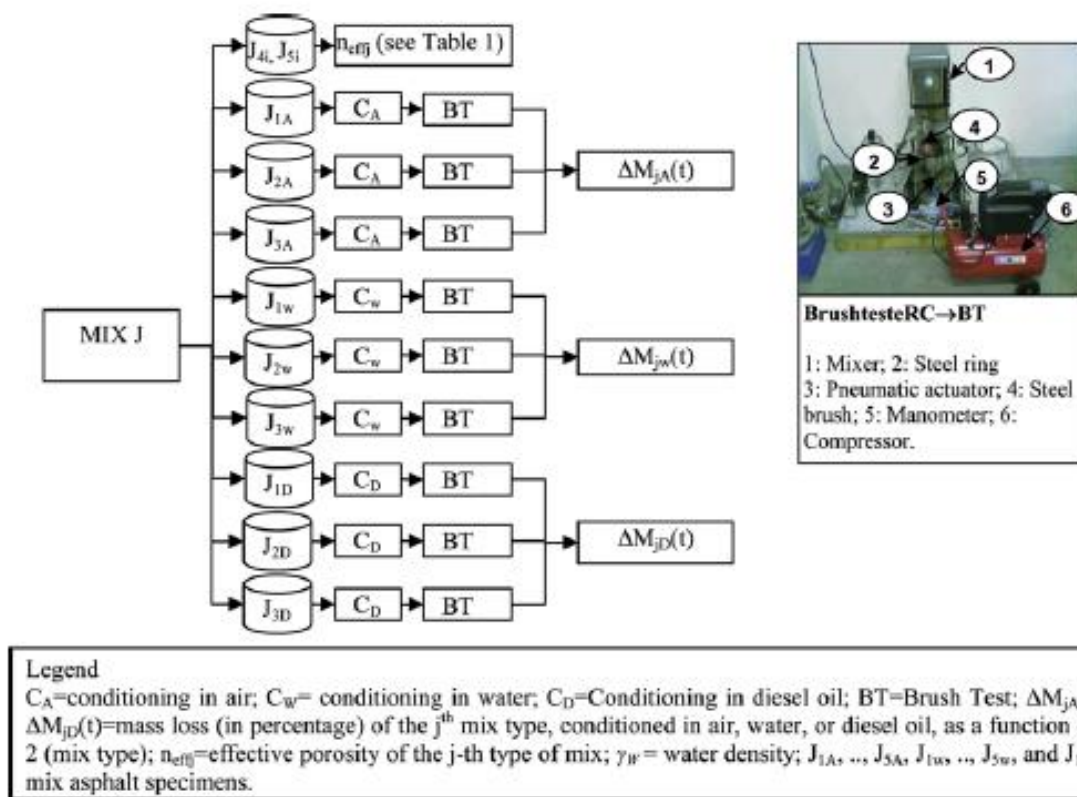 J4i, J5i neffj (see Table 1)
J1A CA BT
J2A CA BT
ΔMjA(t)
J3A CA BT
J1w Cw BT
MIX J
J2w Cw BT
ΔMjw(t)
J3w Cw BT
J1D CD BT
J2D CD BT
ΔMjD(t)
J3D CD BT
1
4
2
5
3
6
BrushtesteRC→BT
1: Mixer; 2: Steel ring
3: Pneumatic actuator; 4: Steel
brush; 5: Manometer; 6:
Compressor.
Legend
CA=conditioning in air; CW= conditioning in water; CD=Conditioning in diesel oil; BT=Brush Test; ΔMjA
ΔMjD(t)=mass loss (in percentage) of the jth mix type, conditioned in air, water, or diesel oil, as a function
2 (mix type); neffj=effective porosity of the j-th type of mix; γW = water density; J1A, .., J5A, J1w, .., J5w, and J
mix asphalt specimens.